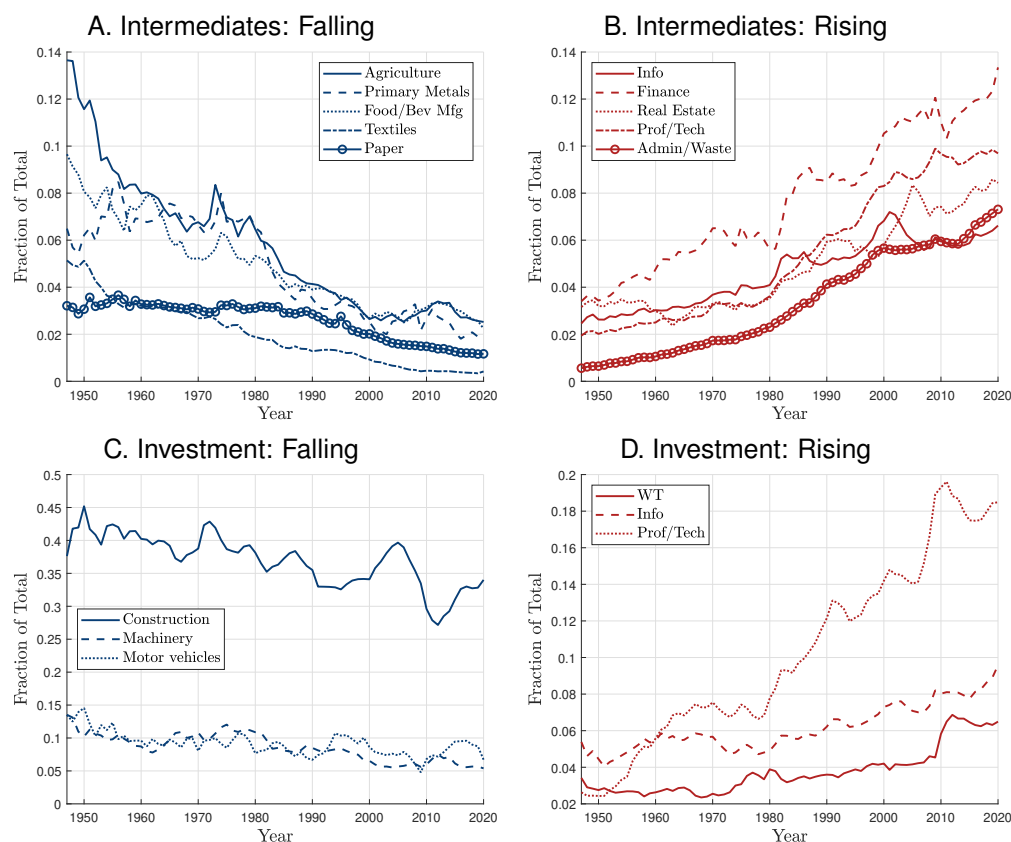 A. Intermediates: Falling
0.14
0.12
0.1
0.08
0.06
0.04
0.02
0
Fraction of Total
Agriculture
Primary Metals
Food/Bev Mfg
Textiles
Paper
1950 1960 1970 1980 1990 2000 2010 2020
Year
B. Intermediates: Rising
0.14
0.12
0.1
0.08
0.06
0.04
0.02
0
Fraction of Total
Info
Finance
Real Estate
Prof/Tech
Admin/Waste
1950 1960 1970 1980 1990 2000 2010 2020
Year
C. Investment: Falling
0.5
0.45
0.4
0.35
0.3
0.25
0.2
0.15
0.1
0.05
0
Fraction of Total
Construction
Machinery
Motor vehicles
1950 1960 1970 1980 1990 2000 2010 2020
Year
D. Investment: Rising
0.2
0.18
0.16
0.14
0.12
0.1
0.08
0.06
0.04
0.02
Fraction of Total
WT
Info
Prof/Tech
1950 1960 1970 1980 1990 2000 2010 2020
Year